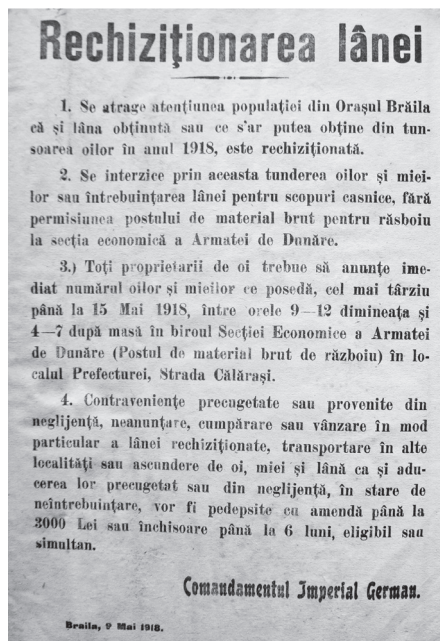 Rechiziţionarea lânei
1. Se atrage atenţiunea populaţiei din Oraşul Brăila
că şi lâna obţinută sau ce s'ar putea obţine din tun-
soarea oilor în anul 1918, este rechiziţionată.
2. Se interzice prin aceasta tunderea oilor şi miei-
lor sau întrebuinţarea lânei pentru scopuri casnice, fără
permisiunea postului de material brut pentru răsboiu
la secţia economică a Armatei de Dunăre.
3.) Toţi proprietarii de oi trebue să anunţe ime-
diat numărul oilor şi mieilor ce posedă, cel mai târziu
până la 15 Mai 1918, între orele 9—12 dimineaţa şi
4—7 după masă în biroul Secţiei Economice a Armatei
de Dunăre (Postul de material brut de războiu) în lo-
calul Prefecturei, Strada Călăraşi.
4. Contravenienţe precugetate sau provenite din
neglijenţă, neanunţare, cumpărare sau vânzare în mod
particular a lânei rechiziţionate, transportare în alte
localităţi sau ascundere de oi, miei şi lână ca şi adu-
cerea lor precugetat sau din neglijenţă, în stare de
neîntrebuinţare, vor fi pedepsite cu amendă până la
3000 Lei sau închisoare până la 6 luni, eligibil sau
simultan.
Comandamentul Imperial German.
Braila, 9 Mai 1918.